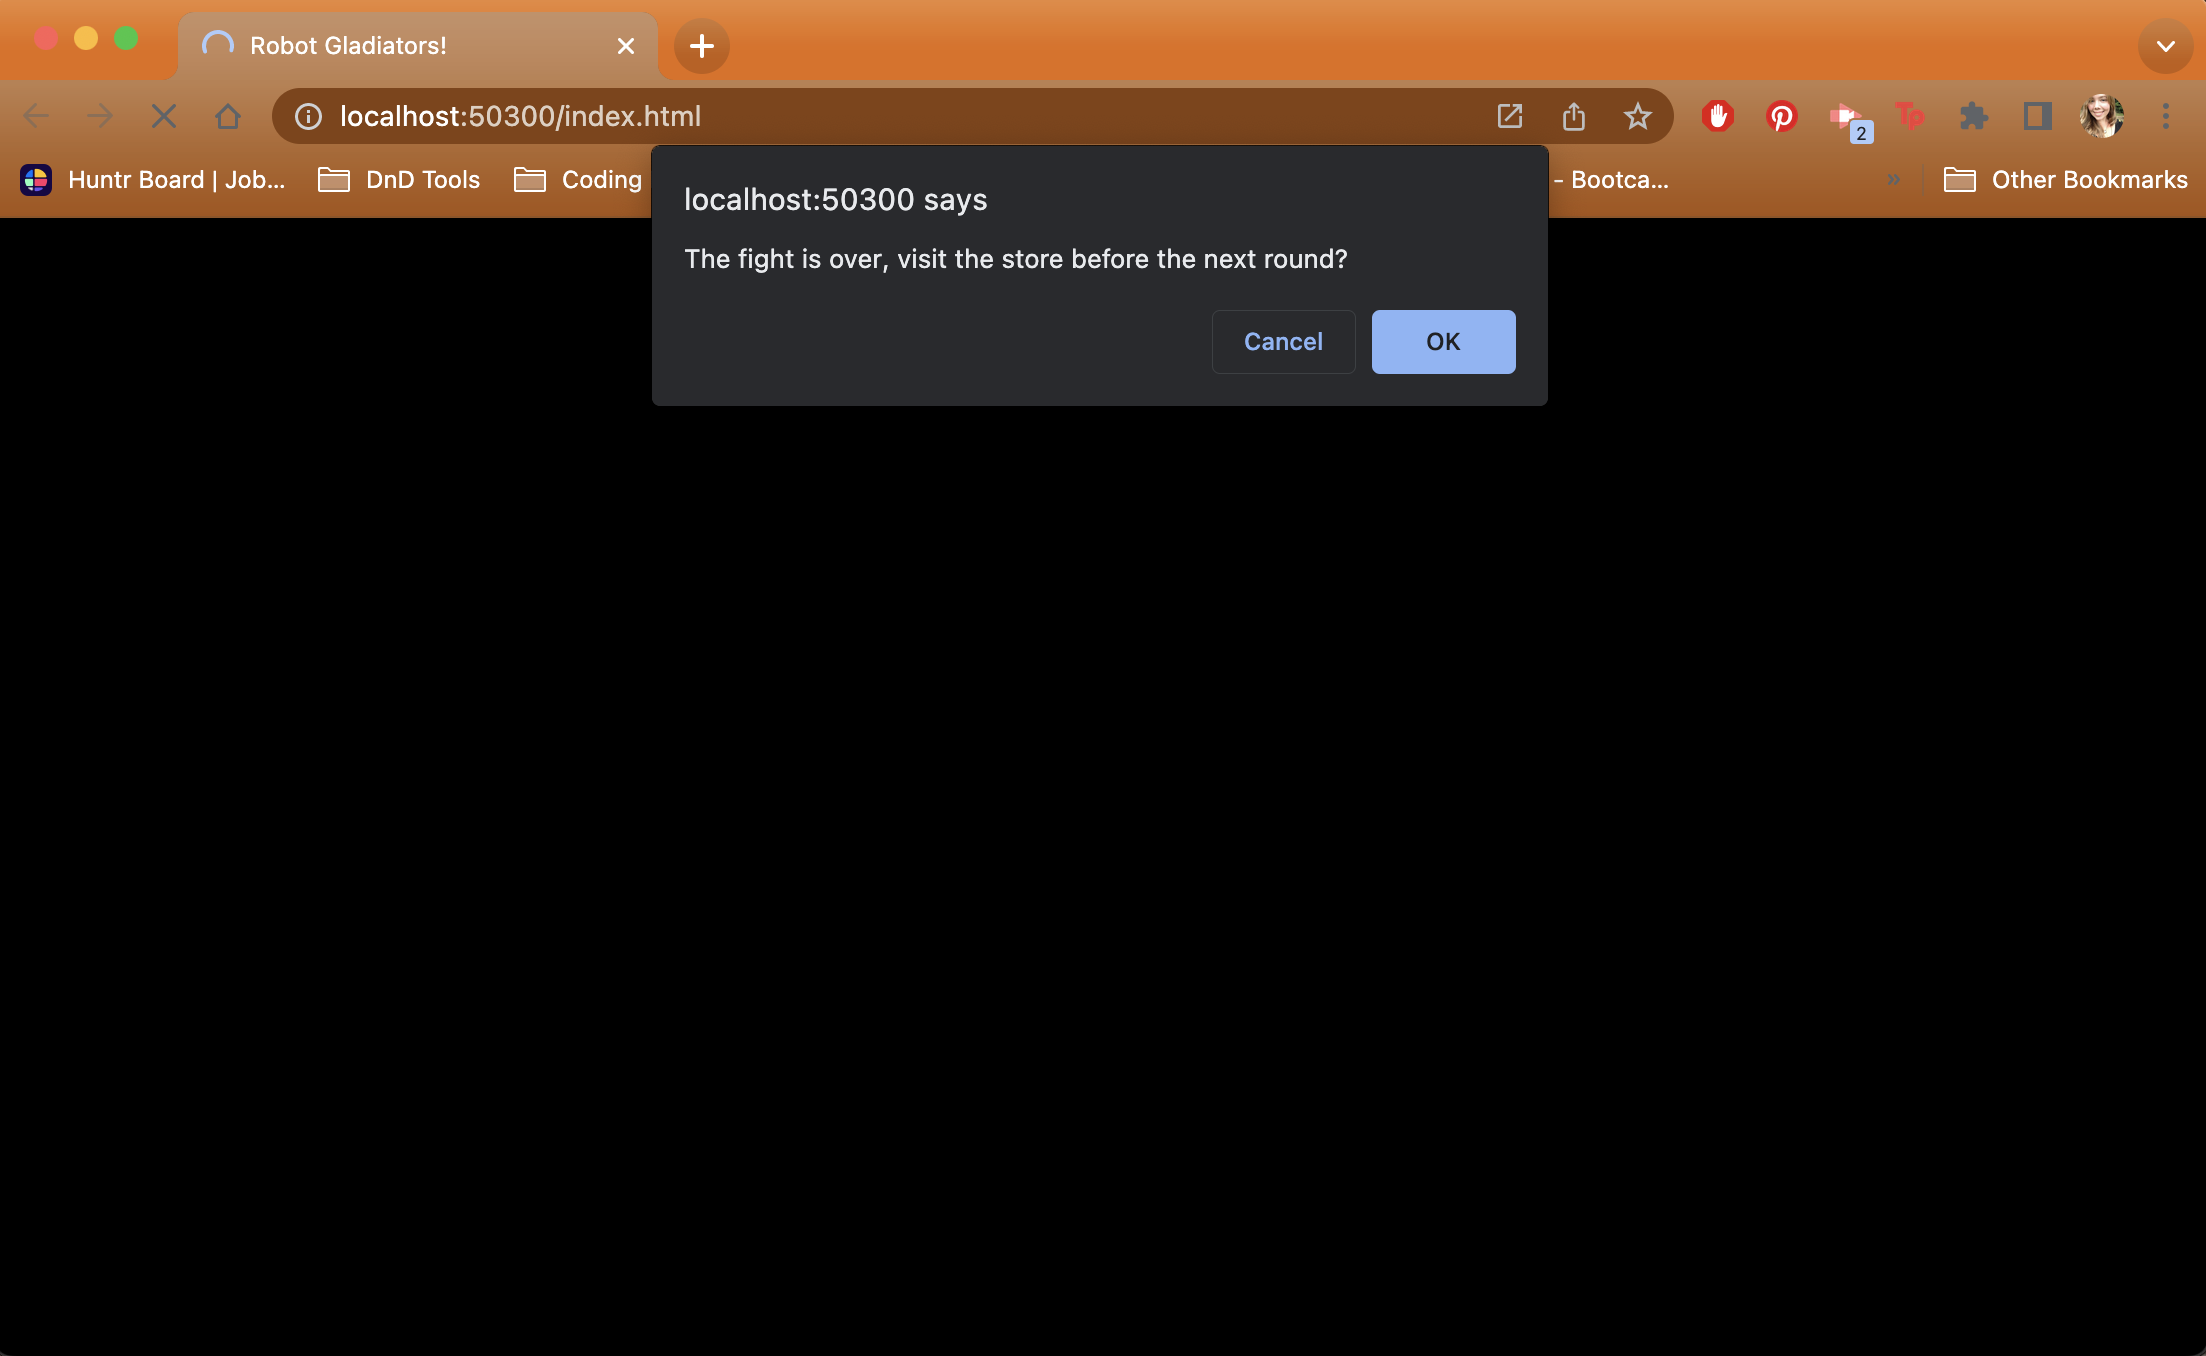 Robot Gladiators!
localhost:50300/index.html
Tp
2
Huntr Board | Job...
DnD Tools
Coding
- Bootca...
»
Other Bookmarks
localhost:50300 says
The fight is over, visit the store before the next round?
Cancel
OK